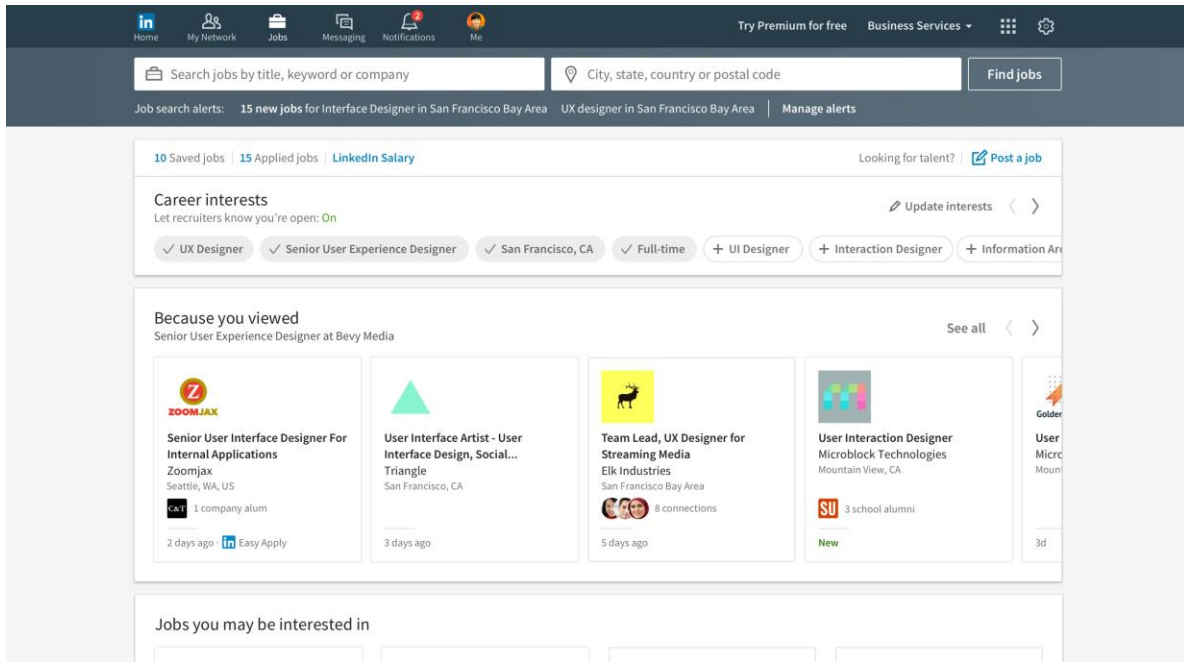 in
2
Home My Network Jobs Messaging Notifications Me Try Premium for free Business Services
Search jobs by title, keyword or company City, state, country or postal code Find jobs
Job search alerts: 15 new jobs for Interface Designer in San Francisco Bay Area UX designer in San Francisco Bay Area Manage alerts
10 Saved jobs 15 Applied jobs LinkedIn Salary Looking for talent? Post a job
Career interests
Let recruiters know you're open: On
Update interests
UX Designer Senior User Experience Designer San Francisco, CA Full-time UI Designer Interaction Designer Information
Because you viewed
Senior User Experience Designer at Bevy Media
See all
Z
ZOOMJAX
Senior User Interface Designer For
Internal Applications
Zoomjax
Seattle, WA, US
C&T 1 company alum
2 days ago · in Easy Apply
User Interface Artist - User
Interface Design, Social...
Triangle
San Francisco, CA
3 days ago
Team Lead, UX Designer for
Streaming Media
Elk Industries
San Francisco Bay Area
8 connections
5 days ago
User Interaction Designer
Microblock Technologies
Mountain View, CA
SU 3 school alumni
New
Golden
User
3d
Jobs you may be interested in